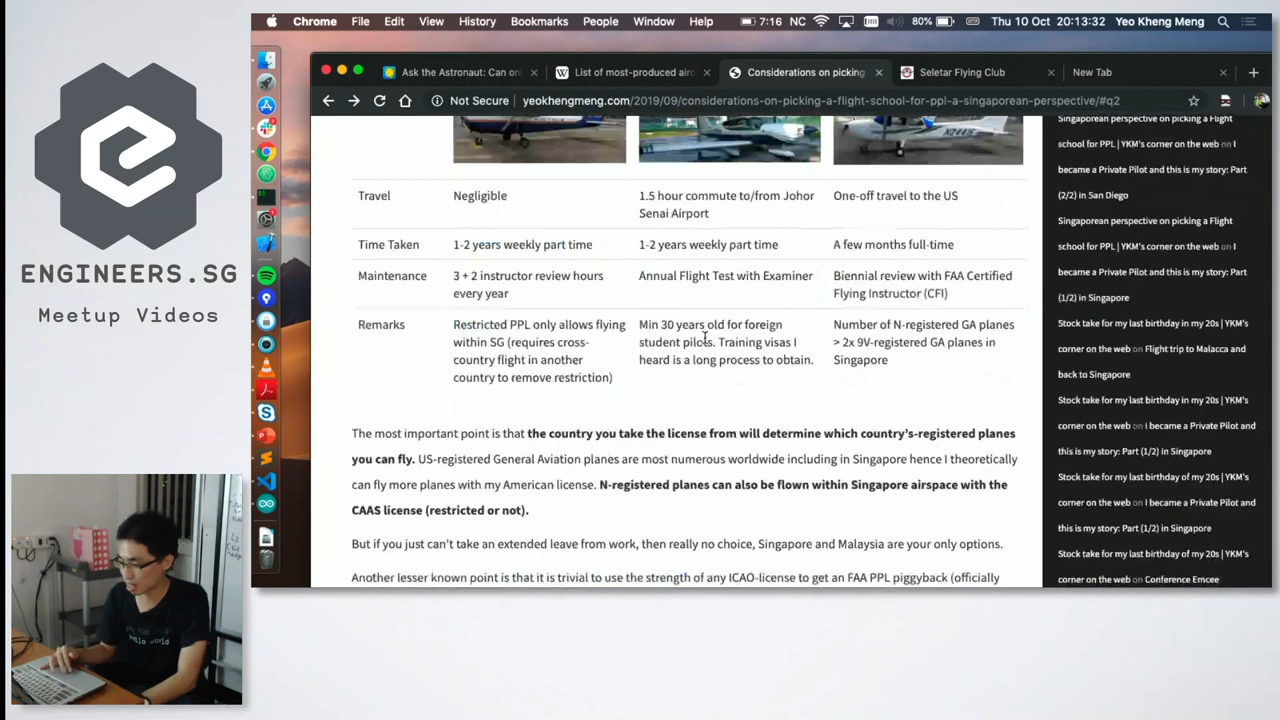 Chrome File Edit View History Bookmarks People Window Help 7:16 NC 80% Thu 10 Oct 20:13:32 Yeo Kheng Meng
Ask the Astronaut: Can on
List of most-produced airc
Considerations on picking
Seletar Flying Club
New Tab
Not Secure yeokhengmeng.com/2019/09/considerations-on-picking-a-flight-school-for-ppl-a-singaporean-perspective/#q2
ENGINEERS.SG
Meetup Videos
N2441
Travel
Negligible
1.5 hour commute to/from Johor
Senai Airport
One-off travel to the US
Time Taken
1-2 years weekly part time
1-2 years weekly part time
A few months full-time
Maintenance
3 + 2 instructor review hours
every year
Annual Flight Test with Examiner
Biennial review with FAA Certified
Flying Instructor (CFI)
Remarks
Restricted PPL only allows flying
within SG (requires cross-
country flight in another
country to remove restriction)
Min 30 years old for foreign
student pilots. Training visas I
heard is a long process to obtain.
Number of N-registered GA planes
> 2x 9V-registered GA planes in
Singapore
The most important point is that the country you take the license from will determine which country's-registered planes
you can fly. US-registered General Aviation planes are most numerous worldwide including in Singapore hence I theoretically
can fly more planes with my American license. N-registered planes can also be flown within Singapore airspace with the
CAAS license (restricted or not).
But if you just can't take an extended leave from work, then really no choice, Singapore and Malaysia are your only options.
Another lesser known point is that it is trivial to use the strength of any ICAO-license to get an FAA PPL piggyback (officially
Singaporean perspective on picking a Flight
school for PPL | YKM's corner on the web on I
became a Private Pilot and this is my story: Part
(2/2) in San Diego
Singaporean perspective on picking a Flight
school for PPL | YKM's corner on the web on I
became a Private Pilot and this is my story: Part
(1/2) in Singapore
Stock take for my last birthday in my 20s | YKM's
corner on the web on Flight trip to Malacca and
back to Singapore
Stock take for my last birthday in my 20s | YKM's
corner on the web on I became a Private Pilot and
this is my story: Part (1/2) in Singapore
Stock take for my last birthday in my 20s | YKM's
corner on the web on I became a Private Pilot and
this is my story: Part (1/2) in Singapore
Stock take for my last birthday of my 20s | YKM's
corner on the web on Conference Emcee
hello world